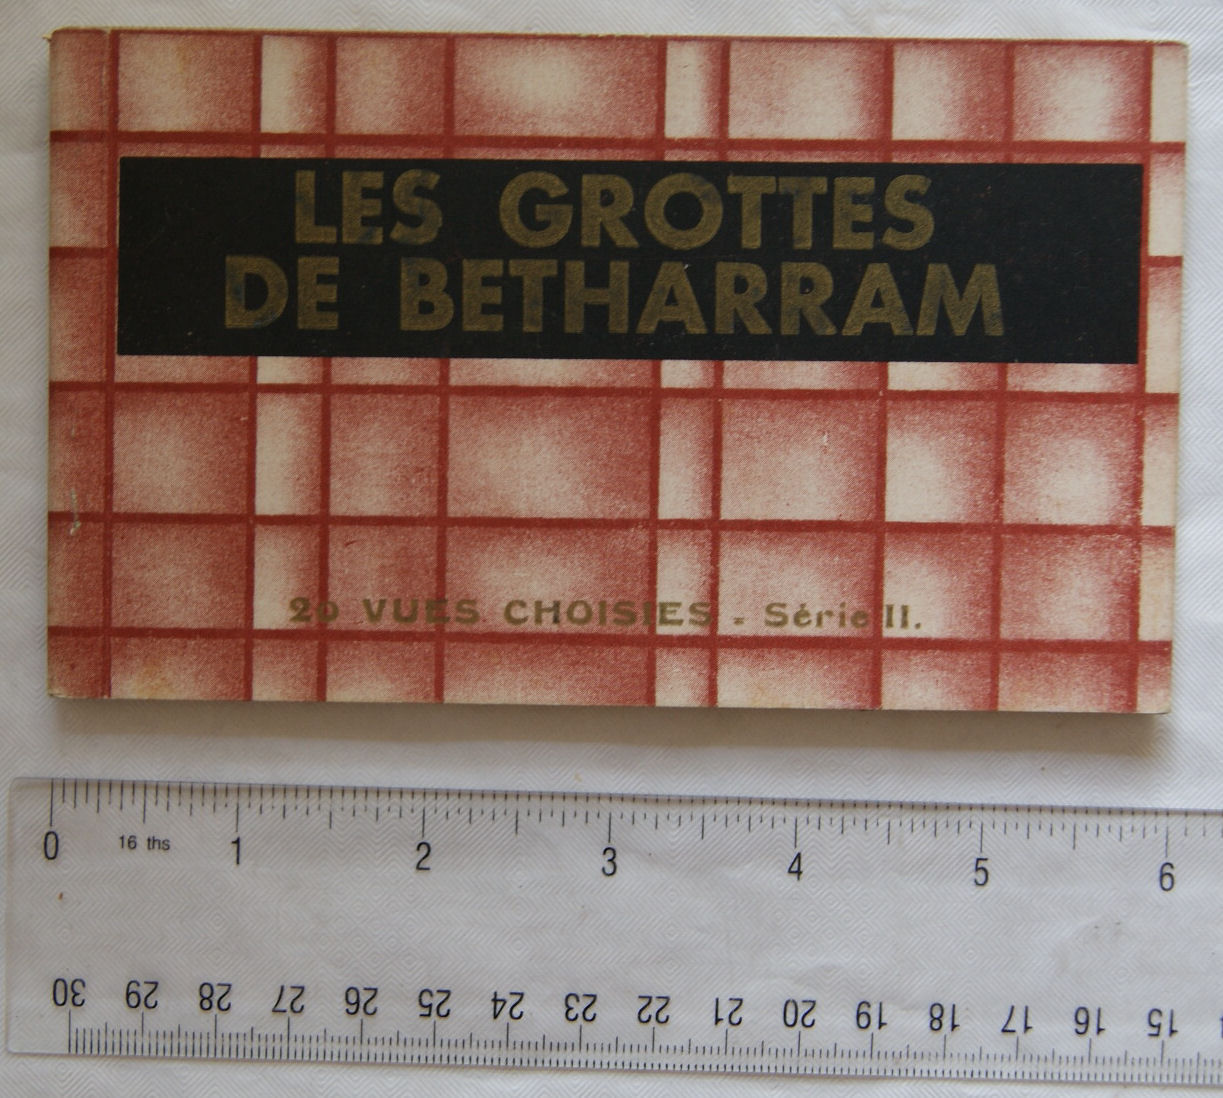 LES GROTTES
DE BETHARRAM
20 VUES CHOISIES . Série II.
0 16 ths 1 2 3 4 5 6
30 29 28 27 26 25 24 23 22 21 20 19 18 17 16 15